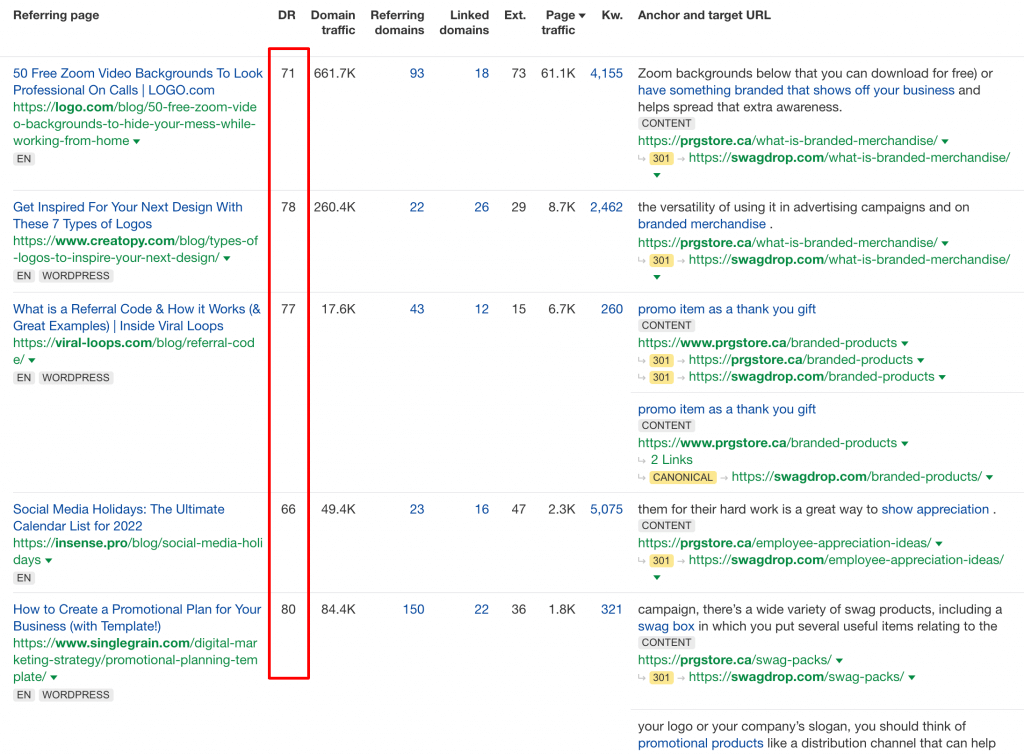 Referring page DR Domain traffic Referring domains Linked domains Ext. Page traffic Kw. Anchor and target URL
50 Free Zoom Video Backgrounds To Look 71 661.7K 93 18 73 61.1K 4,155 Zoom backgrounds below that you can download for free) or
Professional On Calls | LOGO.com have something branded that shows off your business and
https://logo.com/blog/50-free-zoom-vide helps spread that extra awareness.
o-backgrounds-to-hide-your-mess-while- CONTENT
working-from-home https://prgstore.ca/what-is-branded-merchandise/
EN 301 → https://swagdrop.com/what-is-branded-merchandise/
Get Inspired For Your Next Design With 78 260.4K 22 26 29 8.7K 2,462 the versatility of using it in advertising campaigns and on
These 7 Types of Logos branded merchandise .
https://www.creatopy.com/blog/types-of https://prgstore.ca/what-is-branded-merchandise/
-logos-to-inspire-your-next-design/ 301 → https://swagdrop.com/what-is-branded-merchandise/
EN WORDPRESS
What is a Referral Code & How it Works (& 77 17.6K 43 12 15 6.7K 260 promo item as a thank you gift
Great Examples) | Inside Viral Loops CONTENT
https://viral-loops.com/blog/referral-cod https://www.prgstore.ca/branded-products
e/ 301 → https://prgstore.ca/branded-products
EN WORDPRESS 301 → https://swagdrop.com/branded-products
promo item as a thank you gift
CONTENT
https://www.prgstore.ca/branded-products
2 Links
CANONICAL → https://swagdrop.com/branded-products/
Social Media Holidays: The Ultimate 66 49.4K 23 16 47 2.3K 5,075 them for their hard work is a great way to show appreciation .
Calendar List for 2022 CONTENT
https://insense.pro/blog/social-media-holi https://prgstore.ca/employee-appreciation-ideas/
days 301 → https://swagdrop.com/employee-appreciation-ideas/
EN
How to Create a Promotional Plan for Your 80 84.4K 150 22 36 1.8K 321 campaign, there's a wide variety of swag products, including a
Business (with Template!) swag box in which you put several useful items relating to the
https://www.singlegrain.com/digital-mar CONTENT
keting-strategy/promotional-planning-tem https://prgstore.ca/swag-packs/
plate/ 301 → https://swagdrop.com/swag-packs/
EN WORDPRESS
your logo or your company's slogan, you should think of
promotional products like a distribution channel that can help